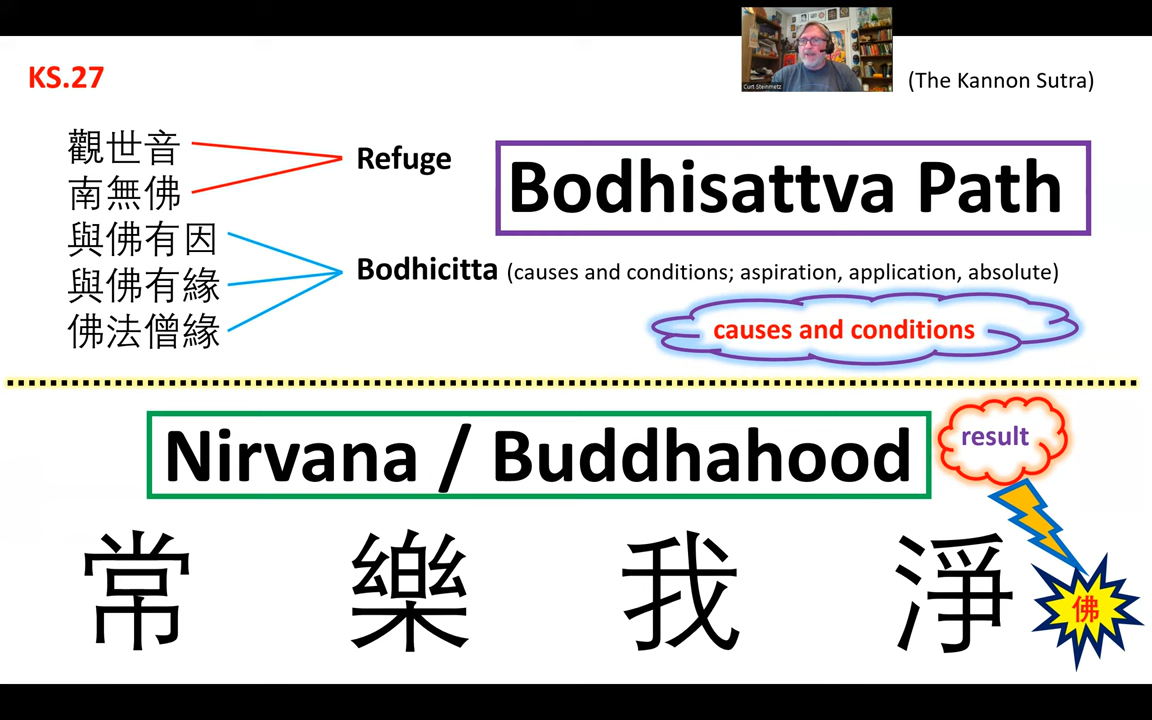 KS.27
Curt Steinmetz
(The Kannon Sutra)
觀世音
南無佛
與佛有因
與佛有緣
佛法僧緣
Refuge
Bodhisattva Path
Bodhicitta (causes and conditions; aspiration, application, absolute)
causes and conditions
Nirvana / Buddhahood
result
常 樂 我 淨
佛